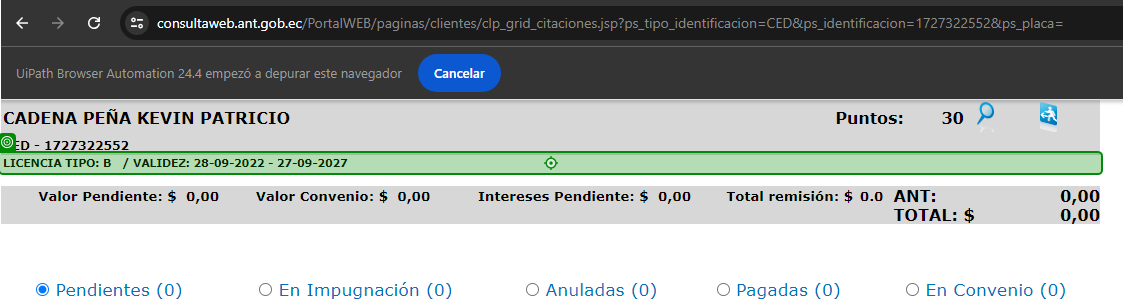 consultaweb.ant.gob.ec/PortalWEB/paginas/clientes/clp_grid_citaciones.jsp?ps_tipo_identificacion=CED&ps_identificacion=1727322552&ps_placa=
UiPath Browser Automation 24.4 empezó a depurar este navegador Cancelar
CADENA PEÑA KEVIN PATRICIO Puntos: 30
ED - 1727322552
LICENCIA TIPO: B / VALIDEZ: 28-09-2022 - 27-09-2027
Valor Pendiente: $ 0,00 Valor Convenio: $ 0,00 Intereses Pendiente: $ 0,00 Total remisión: $ 0.0 ANT: 0,00
TOTAL: $ 0,00
Pendientes (0) En Impugnación (0) Anuladas (0) Pagadas (0) En Convenio (0)